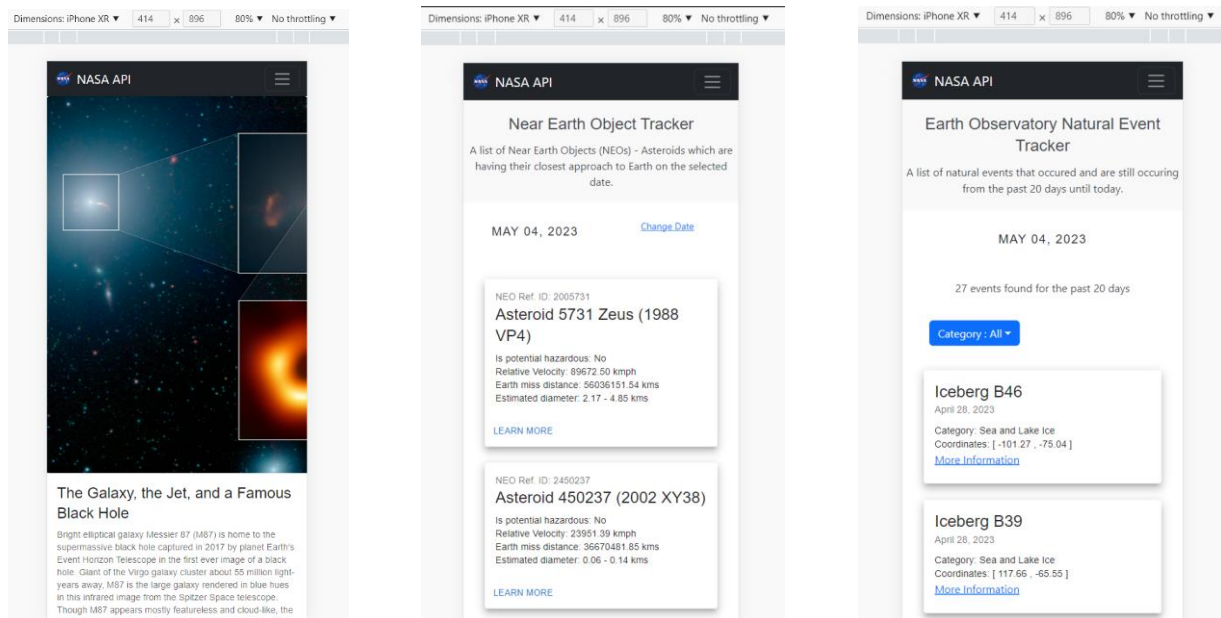 Dimensions: iPhone XR ▼ 414 x 896 80% ▼ No throttling ▼
NASA API
The Galaxy, the Jet, and a Famous
Black Hole
Bright elliptical galaxy Messier 87 (M87) is home to the
supermassive black hole captured in 2017 by planet Earth's
Event Horizon Telescope in the first ever image of a black
hole. Giant of the Virgo galaxy cluster about 55 million light-
years away, M87 is the large galaxy rendered in blue hues
in this infrared image from the Spitzer Space telescope.
Though M87 appears mostly featureless and cloud-like, the
Dimensions: iPhone XR ▼ 414 x 896 80% ▼ No throttling ▼
NASA API
Near Earth Object Tracker
A list of Near Earth Objects (NEOs) - Asteroids which are
having their closest approach to Earth on the selected
date.
MAY 04, 2023 Change Date
NEO Ref. ID: 2005731
Asteroid 5731 Zeus (1988
VP4)
Is potential hazardous: No
Relative Velocity: 89672.50 kmph
Earth miss distance: 56036151.54 kms
Estimated diameter: 2.17 - 4.85 kms
LEARN MORE
NEO Ref. ID: 2450237
Asteroid 450237 (2002 XY38)
Is potential hazardous: No
Relative Velocity: 23951.39 kmph
Earth miss distance: 36670481.85 kms
Estimated diameter: 0.06 - 0.14 kms
LEARN MORE
Dimensions: iPhone XR ▼ 414 x 896 80% ▼ No throttling ▼
NASA API
Earth Observatory Natural Event
Tracker
A list of natural events that occured and are still occuring
from the past 20 days until today.
MAY 04, 2023
27 events found for the past 20 days
Category : All
Iceberg B46
April 28, 2023
Category: Sea and Lake Ice
Coordinates: [ -101.27 , -75.04 ]
More Information
Iceberg B39
April 28, 2023
Category: Sea and Lake Ice
Coordinates: [ 117.66 , -65.55 ]
More Information